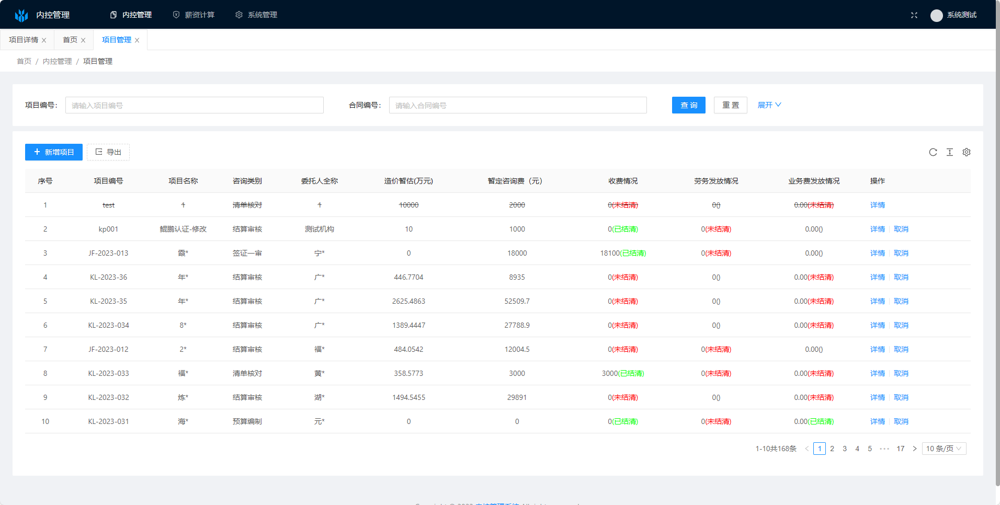 内控管理 内控管理 薪资计算 系统管理 系统测试
项目详情 首页 项目管理
首页 / 内控管理 / 项目管理
项目编号: 请输入项目编号 合同编号: 请输入合同编号 查 询 重 置 展开
新增项目 导出
序号 项目编号 项目名称 咨询类别 委托人全称 造价暂估(万元) 暂定咨询费（元） 收费情况 劳务发放情况 业务费发放情况 操作
1 test 1 清单核对 1 10000 2000 0(未结清) 0() 0.00(未结清) 详情
2 kp001 鲲鹏认证-修改 结算审核 测试机构 10 1000 0(已结清) 0(未结清) 0.00() 详情 取消
3 JF-2023-013 霞* 签证一审 宁* 0 18000 18100(已结清) 0(未结清) 0.00() 详情 取消
4 KL-2023-36 年* 结算审核 广* 446.7704 8935 0(未结清) 0() 0.00(未结清) 详情 取消
5 KL-2023-35 年* 结算审核 广* 2625.4863 52509.7 0(未结清) 0() 0.00(未结清) 详情 取消
6 KL-2023-034 8* 结算审核 广* 1389.4447 27788.9 0(未结清) 0() 0.00(未结清) 详情 取消
7 JF-2023-012 2* 结算审核 福* 484.0542 12004.5 0(未结清) 0(未结清) 0.00() 详情 取消
8 KL-2023-033 福* 清单核对 黄* 358.5773 3000 3000(已结清) 0(未结清) 0.00(未结清) 详情 取消
9 KL-2023-032 炼* 结算审核 湖* 1494.5455 29891 0(未结清) 0() 0.00(未结清) 详情 取消
10 KL-2023-031 海* 预算编制 元* 0 0 0(已结清) 0(未结清) 0.00(已结清) 详情 取消
1-10共168条 1 2 3 4 5 ••• 17 10 条/页